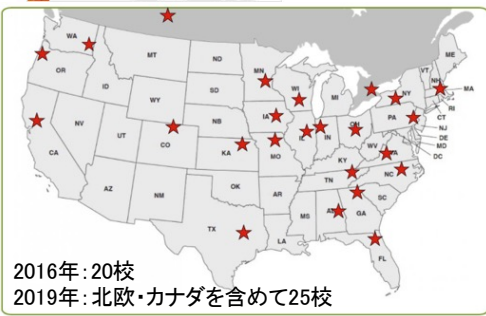 WA
MT
ND
MN
OR
ID
SD
WI
MI
VT
NH
ME
NY
MA
RI
CT
NJ
DE
MD
DC
WY
NB
IA
PA
NV
UT
CO
KA
MO
IL
IN
OH
WV
VA
CA
KY
NC
TN
SC
AZ
NM
OK
AR
MS
AL
GA
TX
LA
FL
2016年：20校
2019年：北欧・カナダを含めて25校